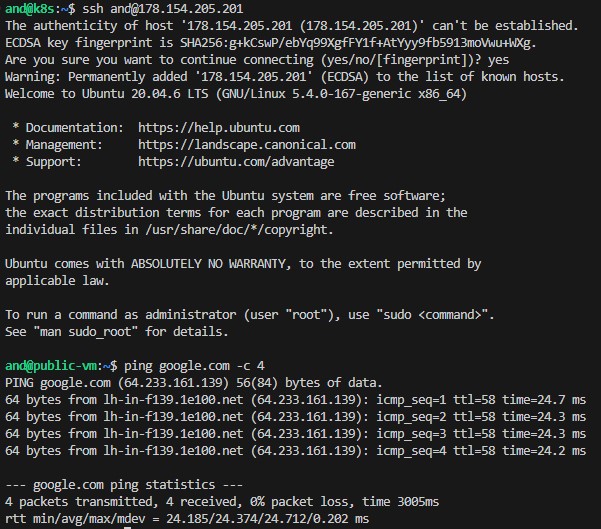 and@k8s:~$ ssh and@178.154.205.201
The authenticity of host '178.154.205.201 (178.154.205.201)' can't be established.
ECDSA key fingerprint is SHA256:g+kCswP/ebYq99XgfFY1f+AtYyy9fb5913moVwu+WXg.
Are you sure you want to continue connecting (yes/no/[fingerprint])? yes
Warning: Permanently added '178.154.205.201' (ECDSA) to the list of known hosts.
Welcome to Ubuntu 20.04.6 LTS (GNU/Linux 5.4.0-167-generic x86_64)
* Documentation:  https://help.ubuntu.com
* Management:     https://landscape.canonical.com
* Support:        https://ubuntu.com/advantage
The programs included with the Ubuntu system are free software;
the exact distribution terms for each program are described in the
individual files in /usr/share/doc/*/copyright.
Ubuntu comes with ABSOLUTELY NO WARRANTY, to the extent permitted by
applicable law.
To run a command as administrator (user "root"), use "sudo <command>".
See "man sudo_root" for details.
and@public-vm:~$ ping google.com -c 4
PING google.com (64.233.161.139) 56(84) bytes of data.
64 bytes from lh-in-f139.1e100.net (64.233.161.139): icmp_seq=1 ttl=58 time=24.7 ms
64 bytes from lh-in-f139.1e100.net (64.233.161.139): icmp_seq=2 ttl=58 time=24.3 ms
64 bytes from lh-in-f139.1e100.net (64.233.161.139): icmp_seq=3 ttl=58 time=24.3 ms
64 bytes from lh-in-f139.1e100.net (64.233.161.139): icmp_seq=4 ttl=58 time=24.2 ms
--- google.com ping statistics ---
4 packets transmitted, 4 received, 0% packet loss, time 3005ms
rtt min/avg/max/mdev = 24.185/24.374/24.712/0.202 ms